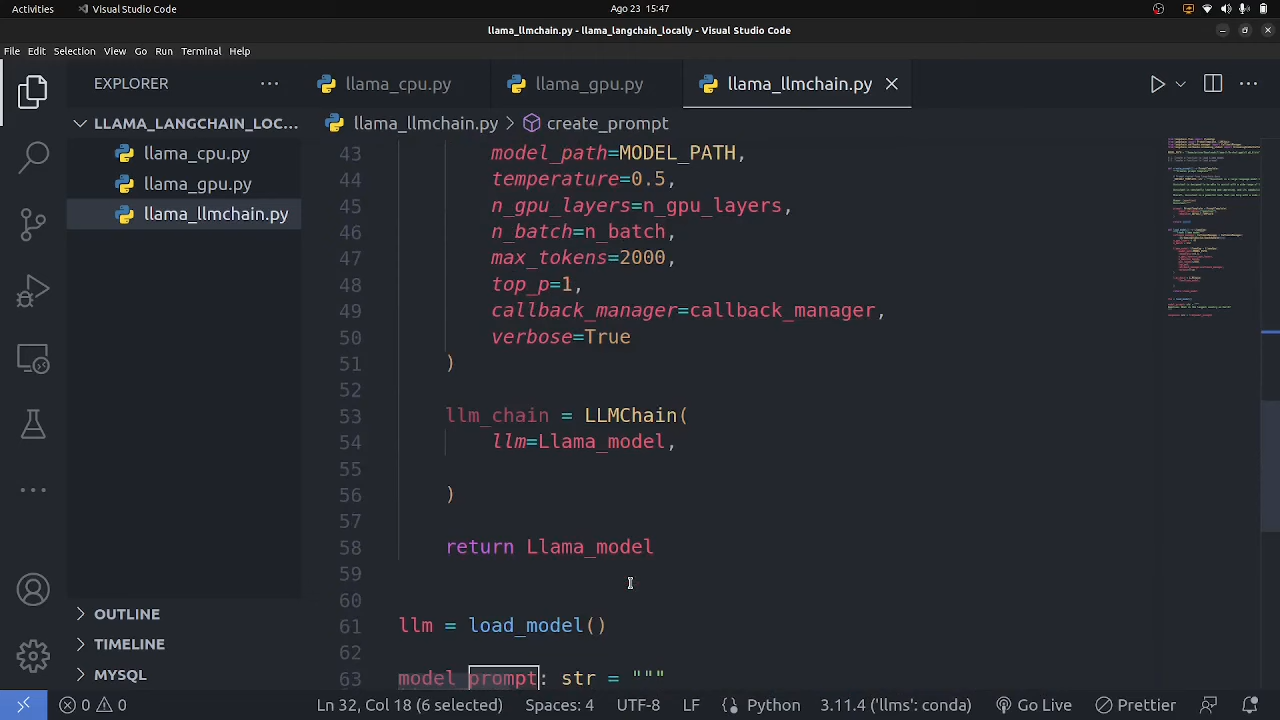 Activities Visual Studio Code Ago 23 15:47
llama_llmchain.py - llama_langchain_locally - Visual Studio Code
File Edit Selection View Go Run Terminal Help
EXPLORER
llama_cpu.py llama_gpu.py llama_llmchain.py
LLAMA_LANGCHAIN_LOC...
llama_cpu.py
llama_gpu.py
llama_llmchain.py
OUTLINE
TIMELINE
MYSQL
llama_llmchain.py > create_prompt
43 model_path=MODEL_PATH,
44 temperature=0.5,
45 n_gpu_layers=n_gpu_layers,
46 n_batch=n_batch,
47 max_tokens=2000,
48 top_p=1,
49 callback_manager=callback_manager,
50 verbose=True
51 )
52
53 llm_chain = LLMChain(
54 llm=Llama_model,
55
56 )
57
58 return Llama_model
59
60
61 llm = load_model()
62
63 model_prompt: str = """
0 0 Ln 32, Col 18 (6 selected) Spaces: 4 UTF-8 LF Python 3.11.4 ('llms': conda) Go Live Prettier